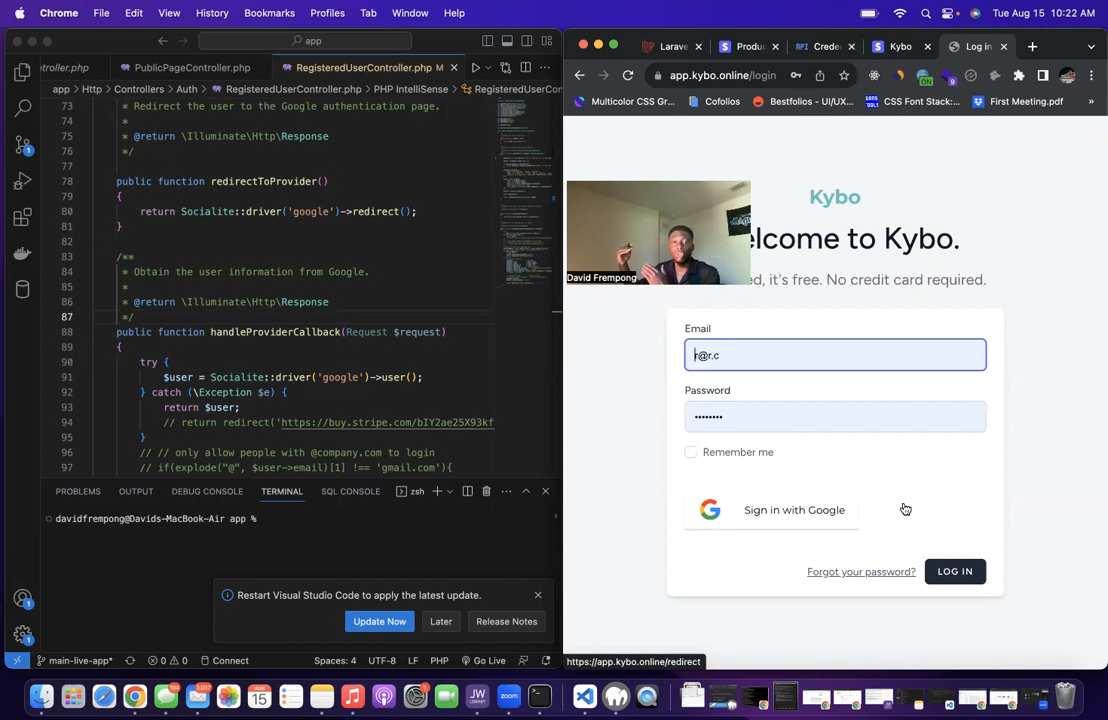 Chrome File Edit View History Bookmarks Profiles Tab Window Help
Tue Aug 15 10:22 AM
app
troller.php PublicPageController.php RegisteredUserController.php M
app > Http > Controllers > Auth > RegisteredUserController.php > PHP IntelliSense > RegisteredUserController
73 * Redirect the user to the Google authentication page.
74 *
75 * @return \Illuminate\Http\Response
76 */
77
78 public function redirectToProvider()
79 {
80 return Socialite::driver('google')->redirect();
81 }
82
83 /**
84 * Obtain the user information from Google.
85 *
86 * @return \Illuminate\Http\Response
87 */
88 public function handleProviderCallback(Request $request)
89 {
90 try {
91 $user = Socialite::driver('google')->user();
92 } catch (\Exception $e) {
93 return $user;
94 // return redirect('https://buy.stripe.com/bIY2ae25X93kf
95 }
96 // // only allow people with @company.com to login
97 // if(explode("@", $user->email)[1] !== 'gmail.com'){
PROBLEMS OUTPUT DEBUG CONSOLE TERMINAL SQL CONSOLE zsh
davidfrempong@Davids-MacBook-Air app %
Restart Visual Studio Code to apply the latest update.
Update Now Later Release Notes
main-live-app* 0 0 Connect Spaces: 4 UTF-8 LF PHP Go Live
Larave Produc API Crede Kybo Log in
app.kybo.online/login
Multicolor CSS Gr... Cofolios Bestfolios - UI/UX... CSS Font Stack:... First Mention.pdf
Kybo
elcome to Kybo.
ed, it's free. No credit card required.
David Frempong
Email
r@r.c
Password
Remember me
Sign in with Google
Forgot your password? LOG IN
https://app.kybo.online/redirect